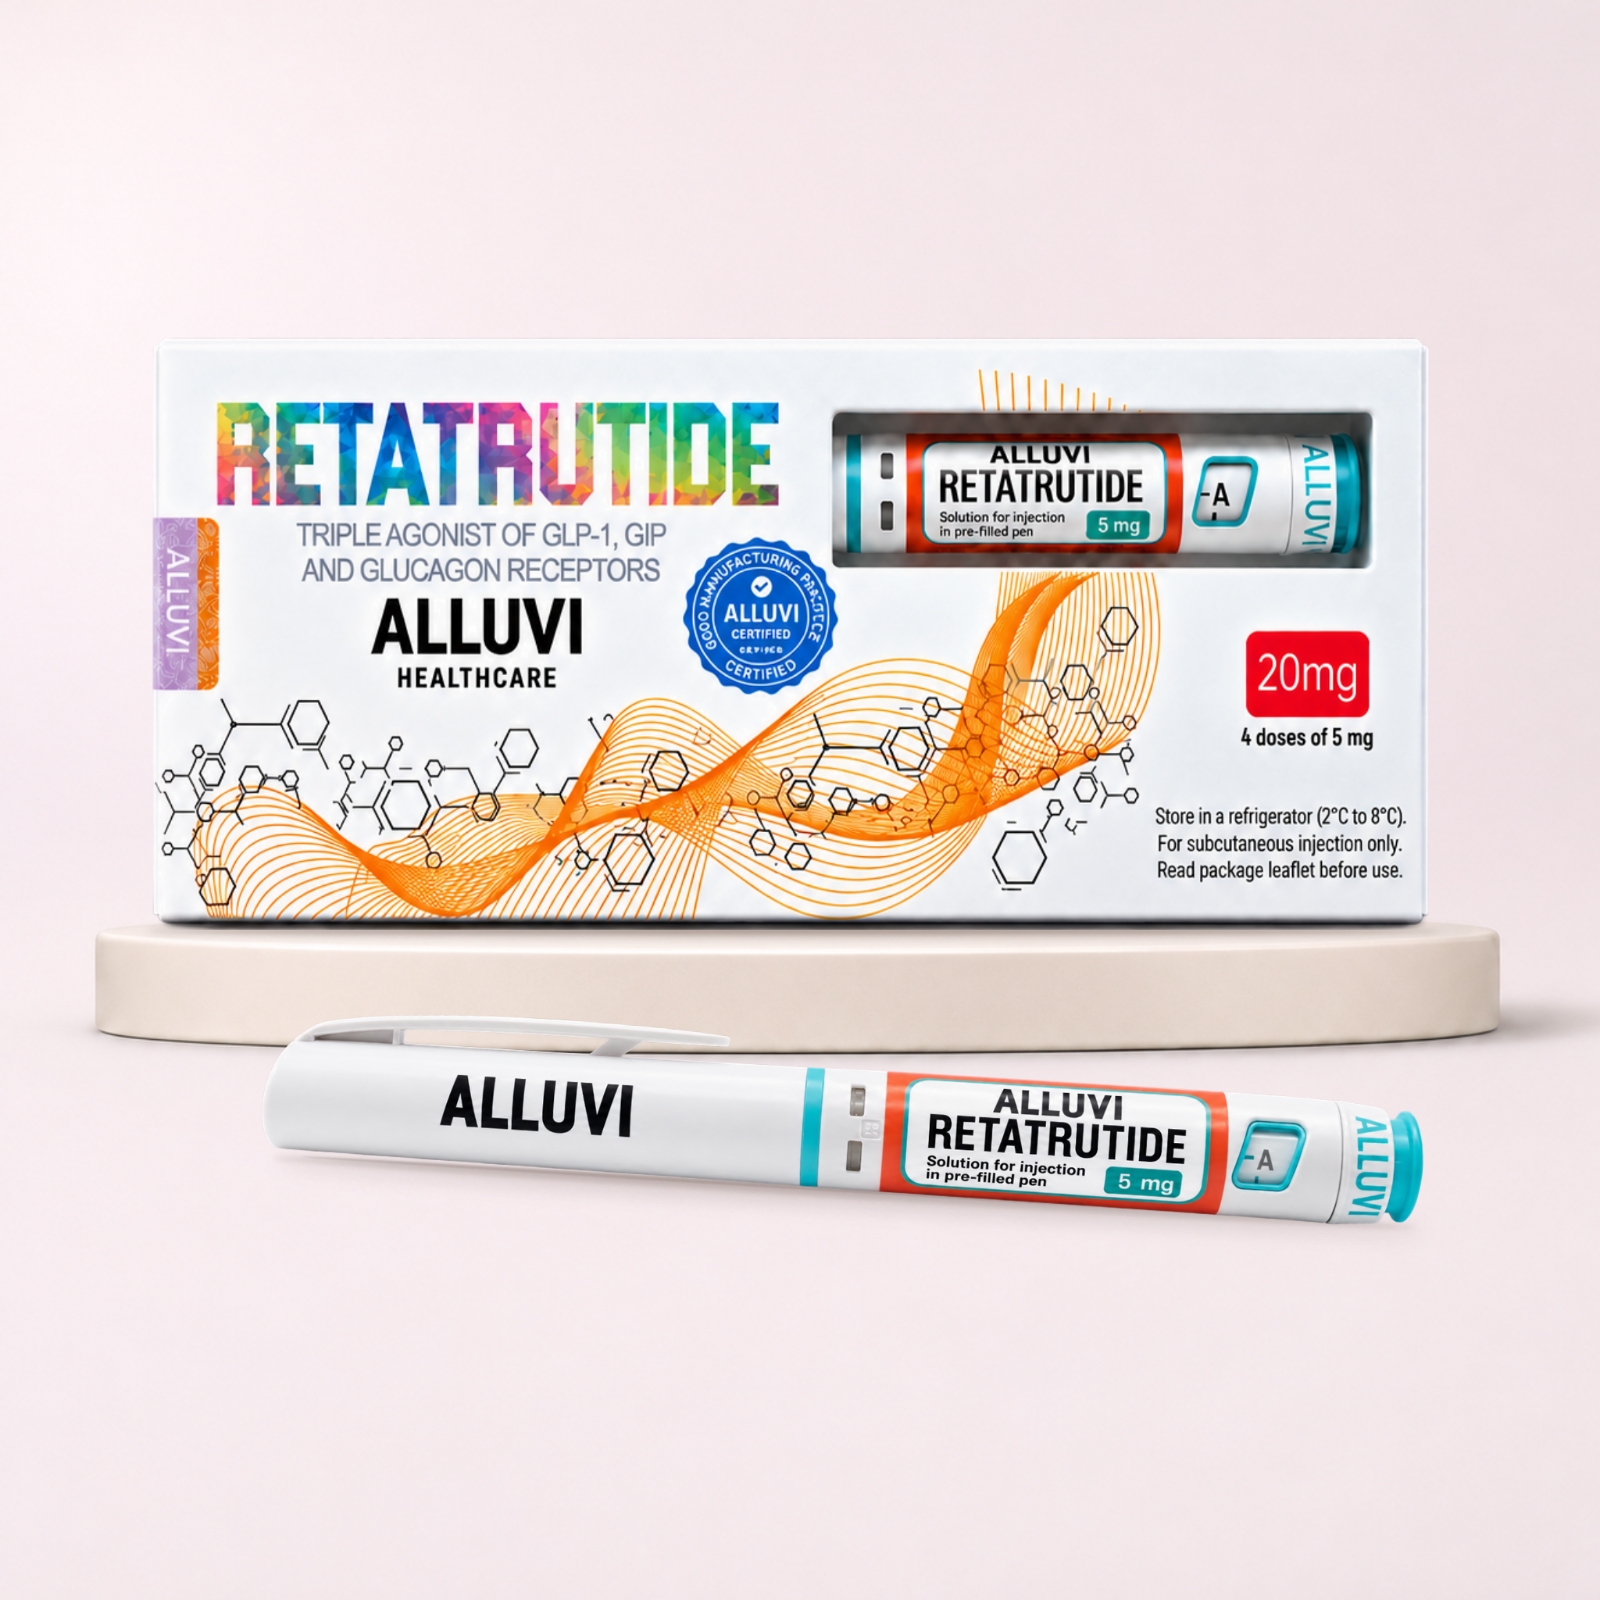 RETATRUTIDE
TRIPLE AGONIST OF GLP-1, GIP
AND GLUCAGON RECEPTORS
ALLUVI
HEALTHCARE
ALLUVI
GOOD MANUFACTURING
ALLUVI
CERTIFIED
CERTIFIED
ALLUVI
RETATRUTIDE
Solution for injection
in pre-filled pen
5 mg
-A
ALLUVI
20mg
4 doses of 5 mg
Store in a refrigerator (2°C to 8°C).
For subcutaneous injection only.
Read package leaflet before use.
ALLUVI
ALLUVI
RETATRUTIDE
Solution for injection
in pre-filled pen
5 mg
-A
ALLUVI